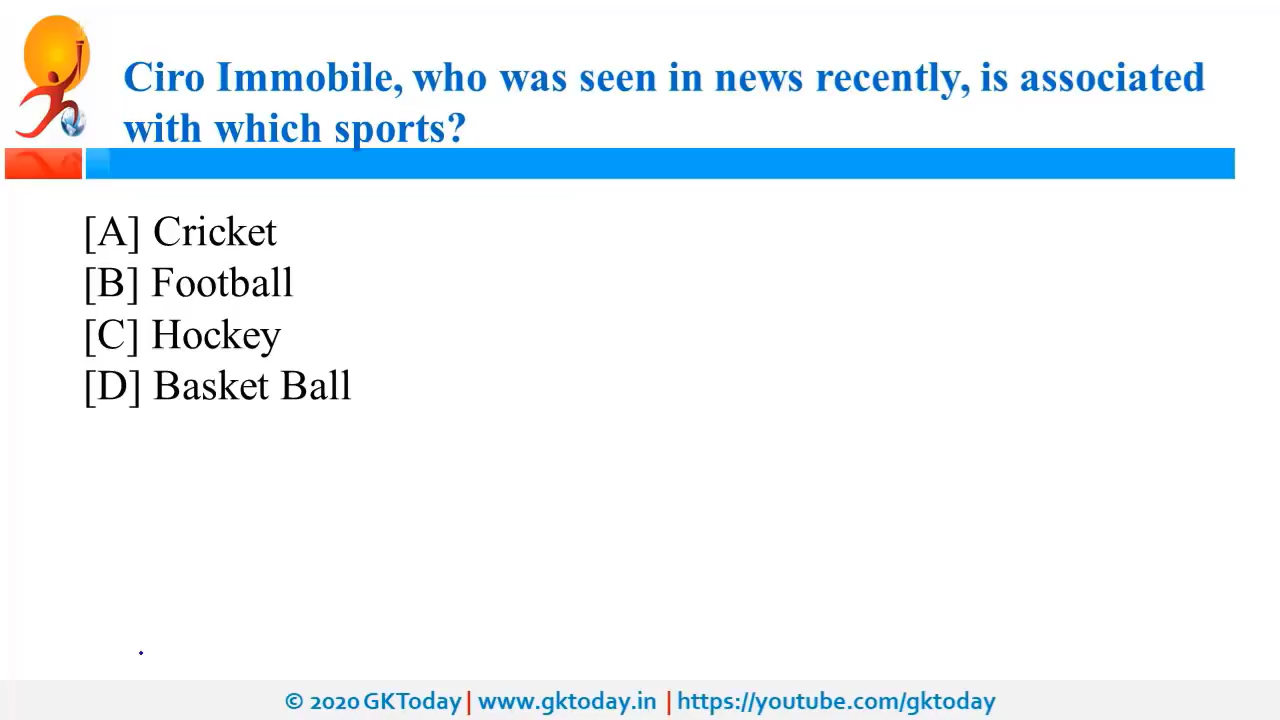 Ciro Immobile, who was seen in news recently, is associated
with which sports?
[A] Cricket
[B] Football
[C] Hockey
[D] Basket Ball
© 2020 GKToday | www.gktoday.in | https://youtube.com/gktoday